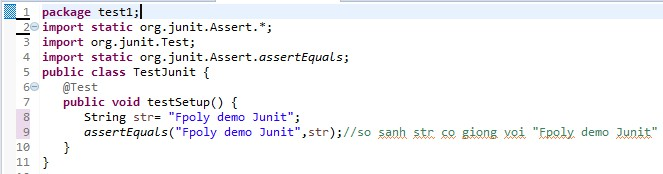 1 package test1;
2 import static org.junit.Assert.*;
3 import org.junit.Test;
4 import static org.junit.Assert.assertEquals;
5 public class TestJunit {
6 @Test
7 public void testSetup() {
8 String str= "Fpoly demo Junit";
9 assertEquals("Fpoly demo Junit",str);//so sanh str co giong voi "Fpoly demo Junit"
10 }
11 }